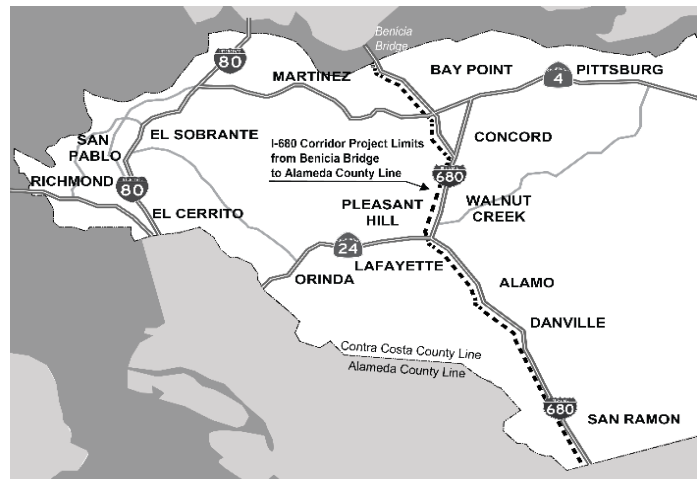 Benicia
Bridge
80
MARTINEZ
BAY POINT
4
PITTSBURG
SAN
PABLO
EL SOBRANTE
I-680 Corridor Project Limits
from Benicia Bridge
to Alameda County Line
CONCORD
680
RICHMOND
80
EL CERRITO
PLEASANT
HILL
WALNUT
CREEK
24
ORINDA
LAFAYETTE
ALAMO
DANVILLE
Contra Costa County Line
Alameda County Line
680
SAN RAMON